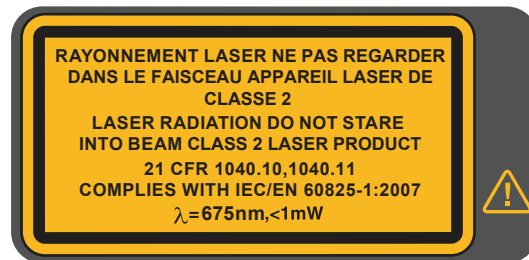 RAYONNEMENT LASER NE PAS REGARDER
DANS LE FAISCEAU APPAREIL LASER DE
CLASSE 2
LASER RADIATION DO NOT STARE
INTO BEAM CLASS 2 LASER PRODUCT
21 CFR 1040.10,1040.11
COMPLIES WITH IEC/EN 60825-1:2007
λ=675nm,<1mW